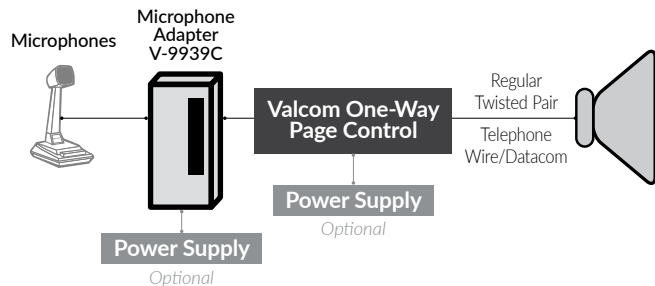 Microphones
Microphone
Adapter
V-9939C
Valcom One-Way
Page Control
Regular
Twisted Pair
Telephone
Wire/Datacom
Power Supply
Optional
Power Supply
Optional